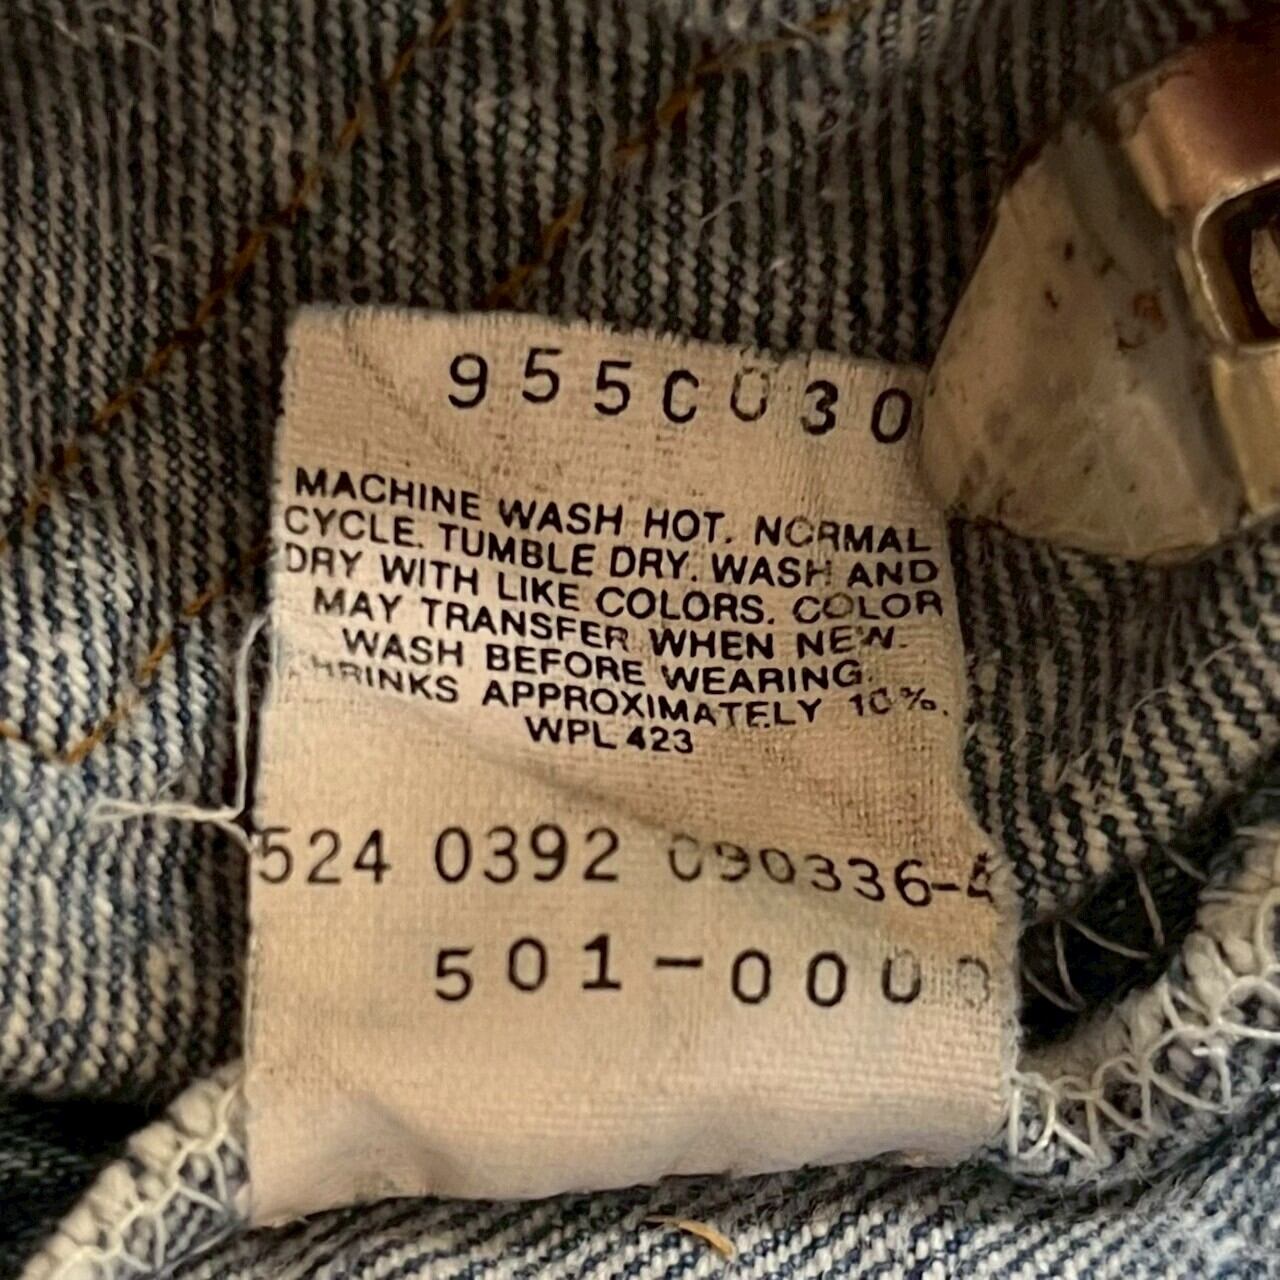 955C030
MACHINE WASH HOT. NORMAL
CYCLE. TUMBLE DRY. WASH AND
DRY WITH LIKE COLORS. COLOR
MAY TRANSFER WHEN NEW.
WASH BEFORE WEARING.
SHRINKS APPROXIMATELY 10%.
WPL 423
524 0392 090336-4
501-0000